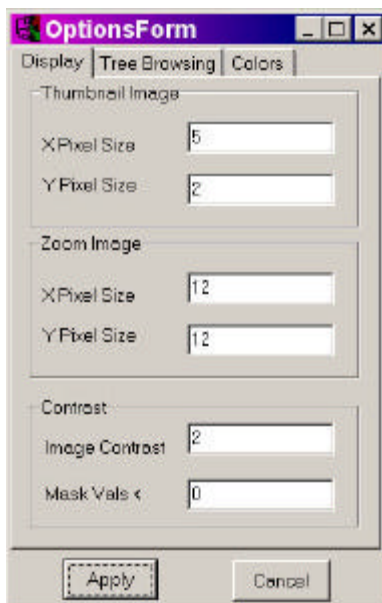 OptionsForm
Display Tree Browsing Colors
Thumbnail Image
X Pixel Size 5
Y Pixel Size 2
Zoom Image
X Pixel Size 12
Y Pixel Size 12
Contrast
Image Contrast 2
Mask Vals < 0
Apply Cancel